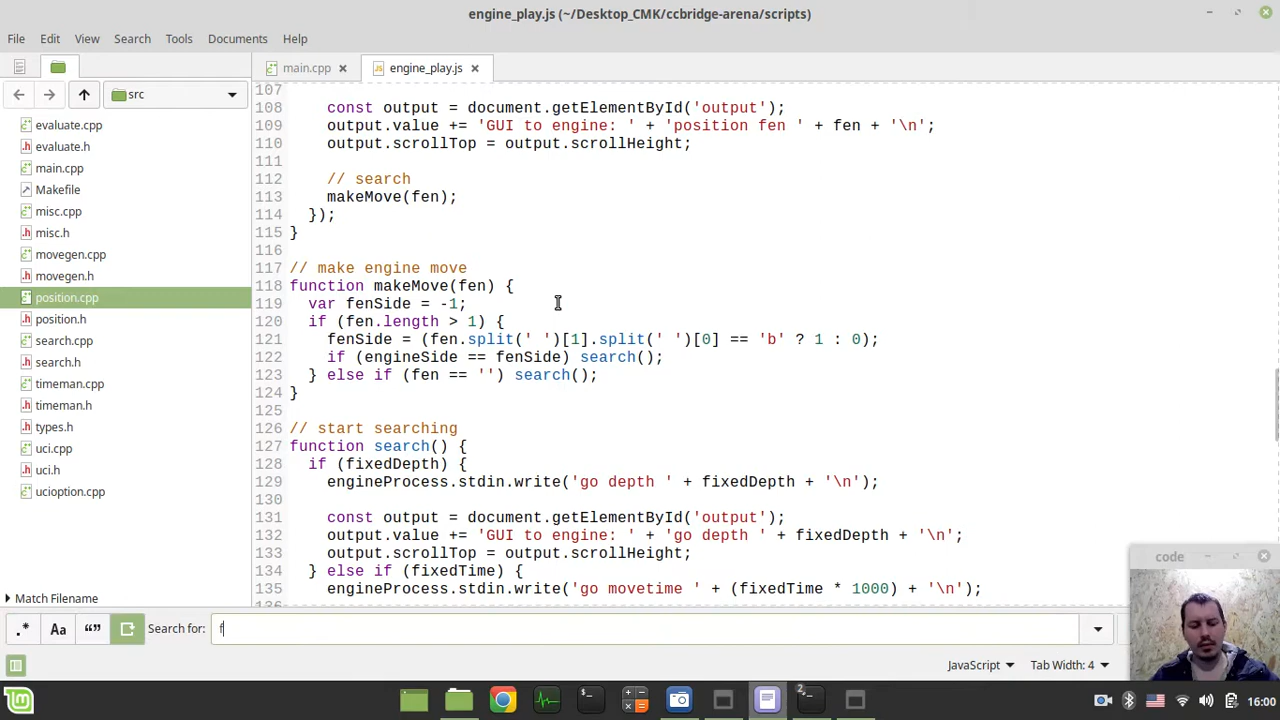 engine_play.js (~/Desktop_CMK/ccbridge-arena/scripts)
File Edit View Search Tools Documents Help
src
main.cpp
engine_play.js
evaluate.cpp
evaluate.h
main.cpp
Makefile
misc.cpp
misc.h
movegen.cpp
movegen.h
position.cpp
position.h
search.cpp
search.h
timeman.cpp
timeman.h
types.h
uci.cpp
uci.h
ucioption.cpp
Match Filename
107
108 const output = document.getElementById('output');
109 output.value += 'GUI to engine: ' + 'position fen ' + fen + '\n';
110 output.scrollTop = output.scrollHeight;
111
112 // search
113 makeMove(fen);
114 });
115 }
116
117 // make engine move
118 function makeMove(fen) {
119 var fenSide = -1;
120 if (fen.length > 1) {
121 fenSide = (fen.split(' ')[1].split(' ')[0] == 'b' ? 1 : 0);
122 if (engineSide == fenSide) search();
123 } else if (fen == '') search();
124 }
125
126 // start searching
127 function search() {
128 if (fixedDepth) {
129 engineProcess.stdin.write('go depth ' + fixedDepth + '\n');
130
131 const output = document.getElementById('output');
132 output.value += 'GUI to engine: ' + 'go depth ' + fixedDepth + '\n';
133 output.scrollTop = output.scrollHeight;
134 } else if (fixedTime) {
135 engineProcess.stdin.write('go movetime ' + (fixedTime * 1000) + '\n');
code
.* Aa “” Search for: f
JavaScript Tab Width: 4
16:00